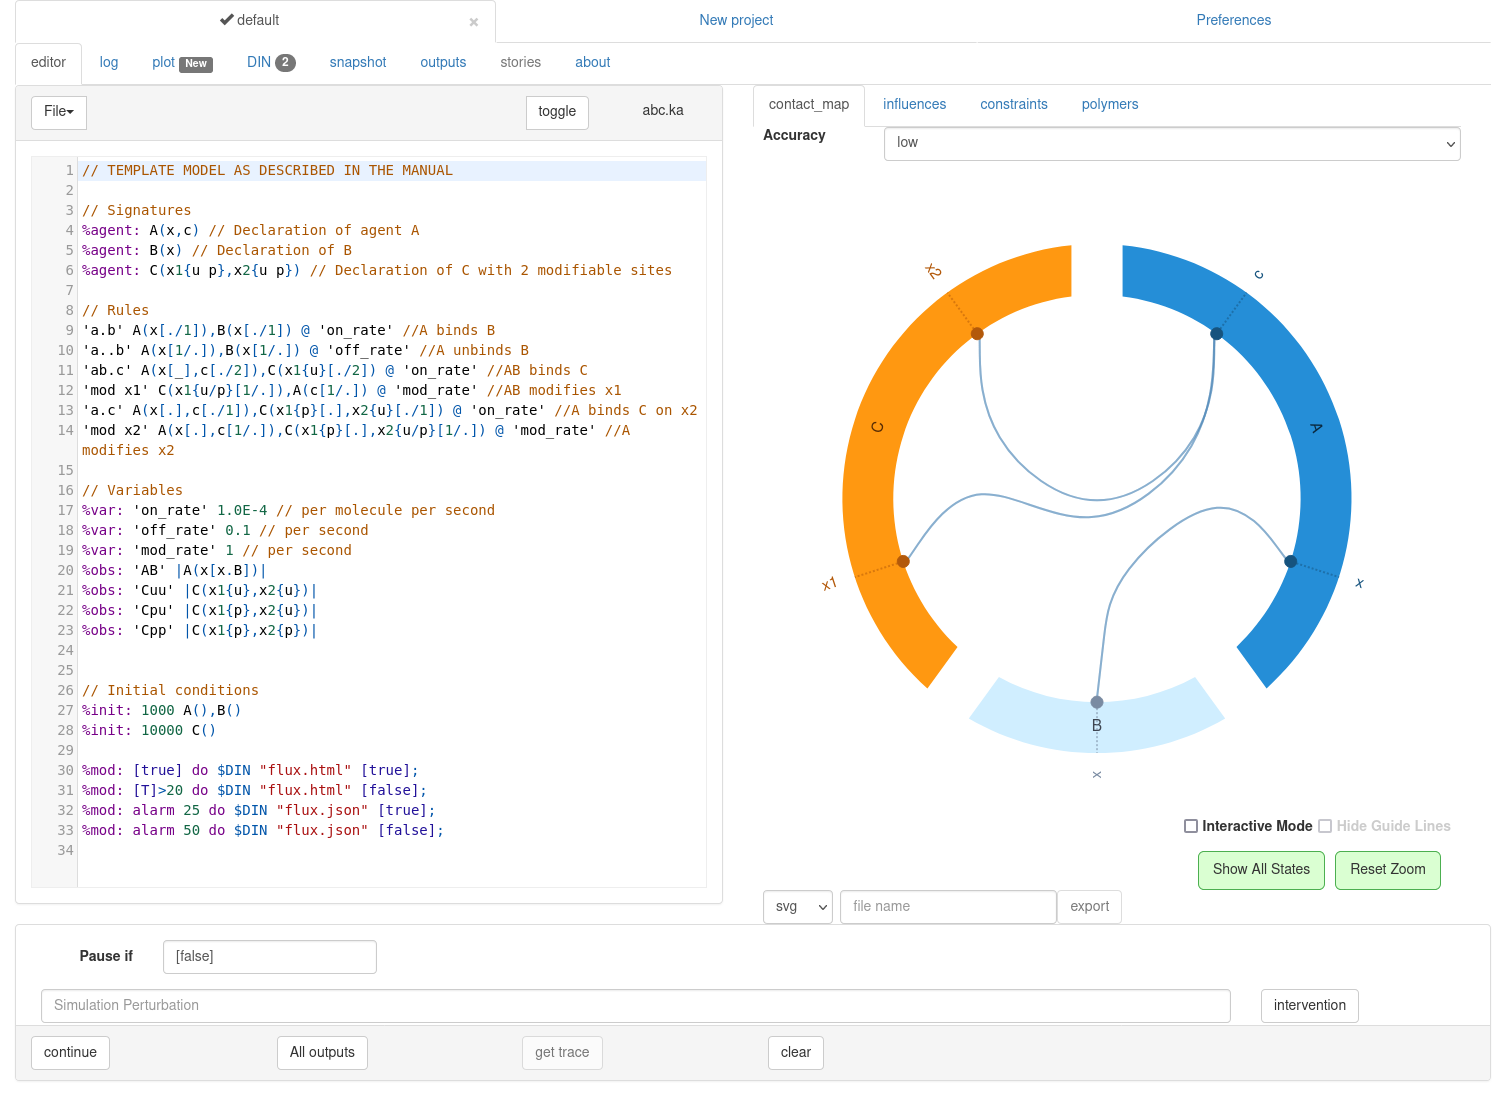 default × New project Preferences
editor log plot New DIN 2 snapshot outputs stories about
File toggle abc.ka
1 // TEMPLATE MODEL AS DESCRIBED IN THE MANUAL
2
3 // Signatures
4 %agent: A(x,c) // Declaration of agent A
5 %agent: B(x) // Declaration of B
6 %agent: C(x1{u p},x2{u p}) // Declaration of C with 2 modifiable sites
7
8 // Rules
9 'a.b' A(x[./1]),B(x[./1]) @ 'on_rate' //A binds B
10 'a..b' A(x[1/.]),B(x[1/.]) @ 'off_rate' //A unbinds B
11 'ab.c' A(x[_],c[./2]),C(x1{u}[./2]) @ 'on_rate' //AB binds C
12 'mod x1' C(x1{u/p}[1/.]),A(c[1/.]) @ 'mod_rate' //AB modifies x1
13 'a.c' A(x[.],c[./1]),C(x1{p}[.],x2{u}[./1]) @ 'on_rate' //A binds C on x2
14 'mod x2' A(x[.],c[1/.]),C(x1{p}[.],x2{u/p}[1/.]) @ 'mod_rate' //A
modifies x2
15
16 // Variables
17 %var: 'on_rate' 1.0E-4 // per molecule per second
18 %var: 'off_rate' 0.1 // per second
19 %var: 'mod_rate' 1 // per second
20 %obs: 'AB' |A(x[x.B])|
21 %obs: 'Cuu' |C(x1{u},x2{u})|
22 %obs: 'Cpu' |C(x1{p},x2{u})|
23 %obs: 'Cpp' |C(x1{p},x2{p})|
24
25
26 // Initial conditions
27 %init: 1000 A(),B()
28 %init: 10000 C()
29
30 %mod: [true] do $DIN "flux.html" [true];
31 %mod: [T]>20 do $DIN "flux.html" [false];
32 %mod: alarm 25 do $DIN "flux.json" [true];
33 %mod: alarm 50 do $DIN "flux.json" [false];
34
contact_map influences constraints polymers
Accuracy low
x2
c
C
A
x1
x
B
x
Interactive Mode Hide Guide Lines
Show All States Reset Zoom
svg file name export
Pause if [false]
Simulation Perturbation intervention
continue All outputs get trace clear